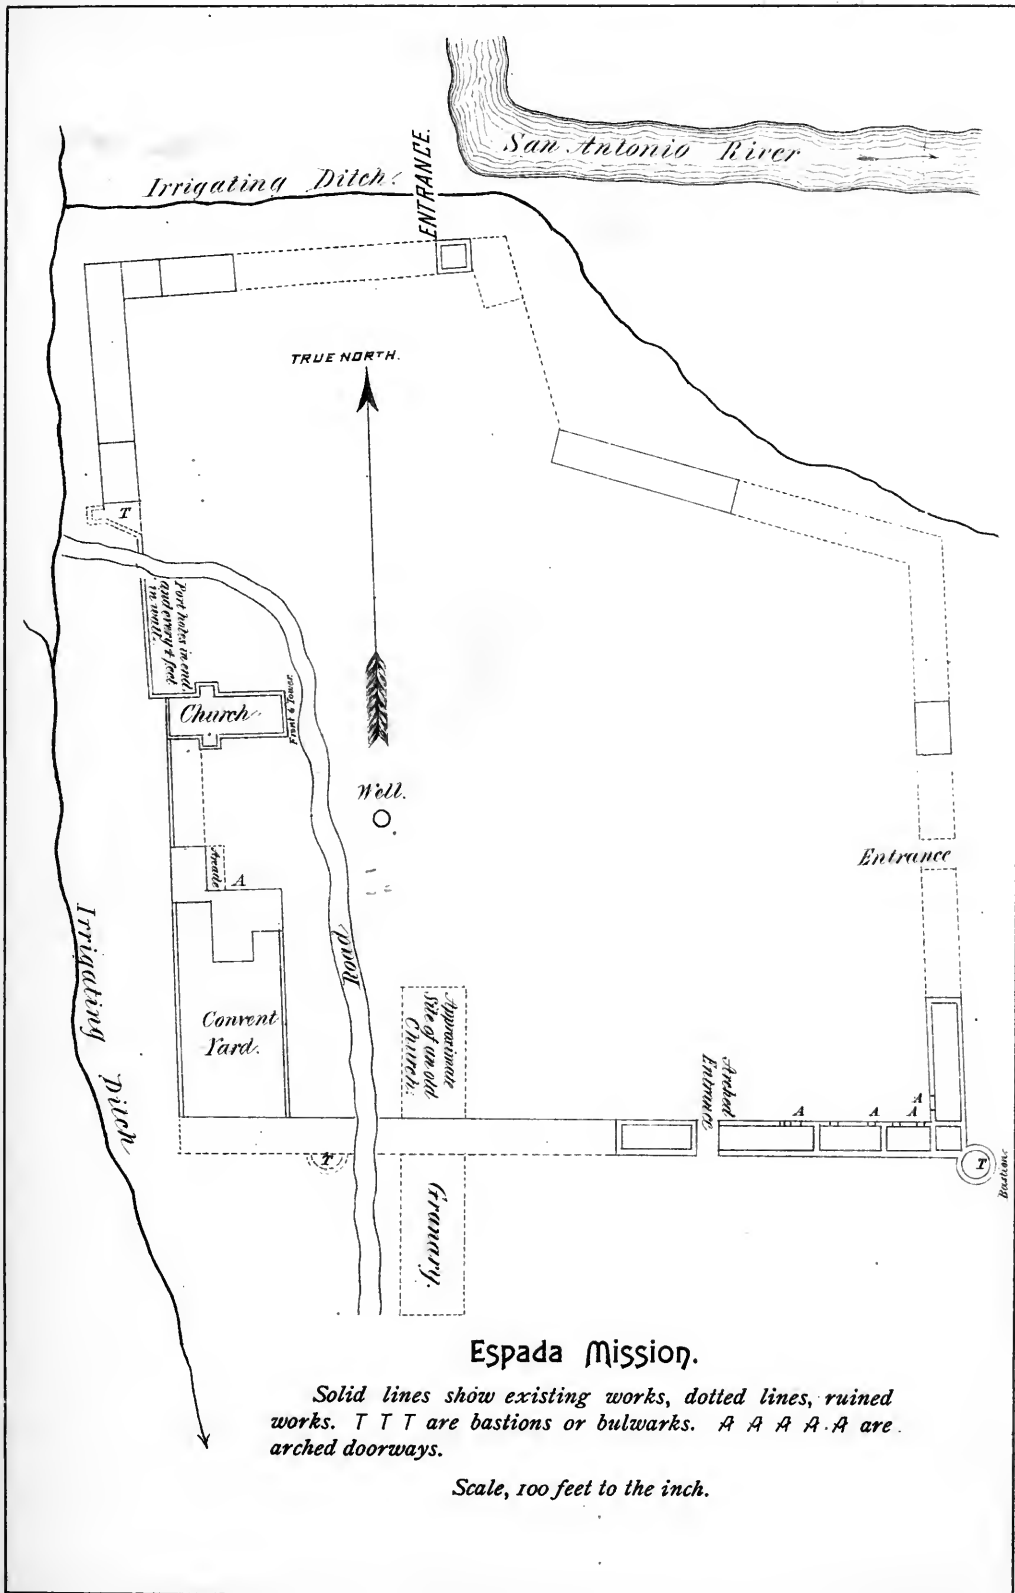 San Antonio River
ENTRANCE.
Irrigating Ditch.
TRUE NORTH.
T
Port holes in end
and every 4 feet
in wall.
Church.
Front & Tower.
Well.
Arcade
A
Entrance
Irrigating Ditch
Road
Convent
Yard.
Approximate
Site of an old
Church.
Arched
Entrance
A
A
A
A
T
T
Bastion.
Granary.
Espada Mission.
Solid lines show existing works, dotted lines, ruined
works. T T T are bastions or bulwarks. A A A A A are
arched doorways.
Scale, 100 feet to the inch.